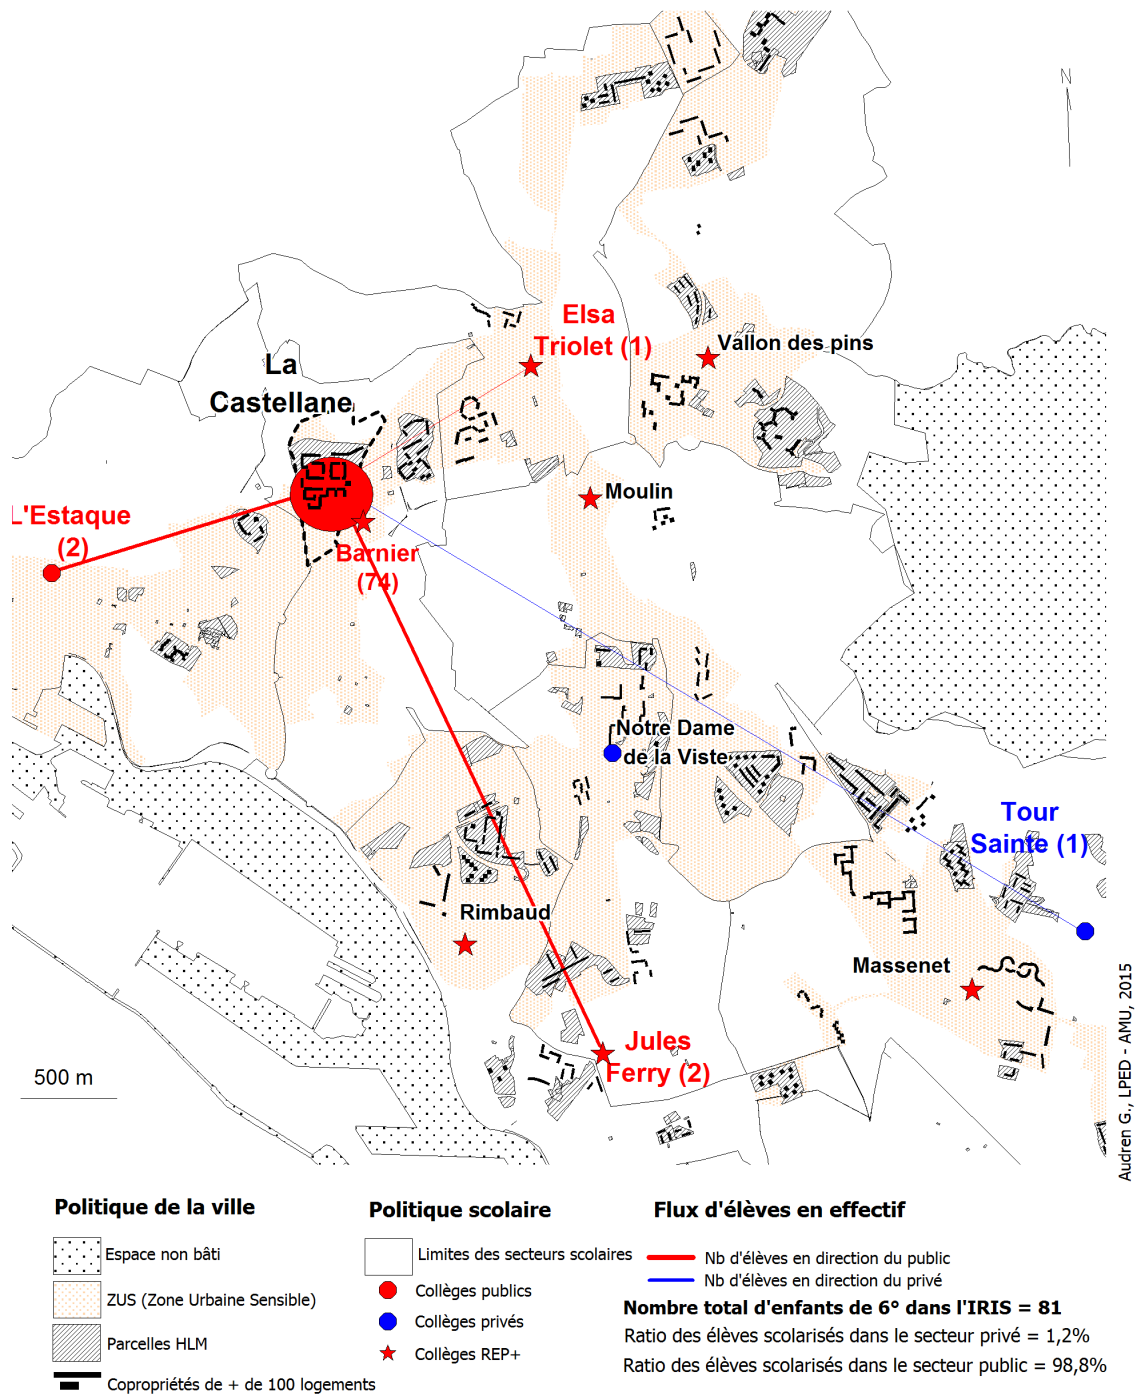 N
Elsa
Triolet (1)
Vallon des pins
La
Castellane
Moulin
L'Estaque
(2)
Barnier
(74)
Notre Dame
de la Viste
Tour
Sainte (1)
Rimbaud
Massenet
Jules
Ferry (2)
500 m
Audren G., LPED - AMU, 2015
Politique de la ville
Espace non bâti
ZUS (Zone Urbaine Sensible)
Parcelles HLM
Copropriétés de + de 100 logements
Politique scolaire
Limites des secteurs scolaires
Collèges publics
Collèges privés
Collèges REP+
Flux d'élèves en effectif
Nb d'élèves en direction du public
Nb d'élèves en direction du privé
Nombre total d'enfants de 6° dans l'IRIS = 81
Ratio des élèves scolarisés dans le secteur privé = 1,2%
Ratio des élèves scolarisés dans le secteur public = 98,8%